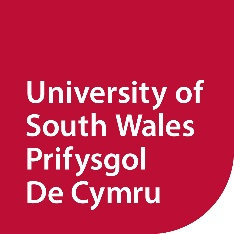 University of
South Wales
Prifysgol
De Cymru